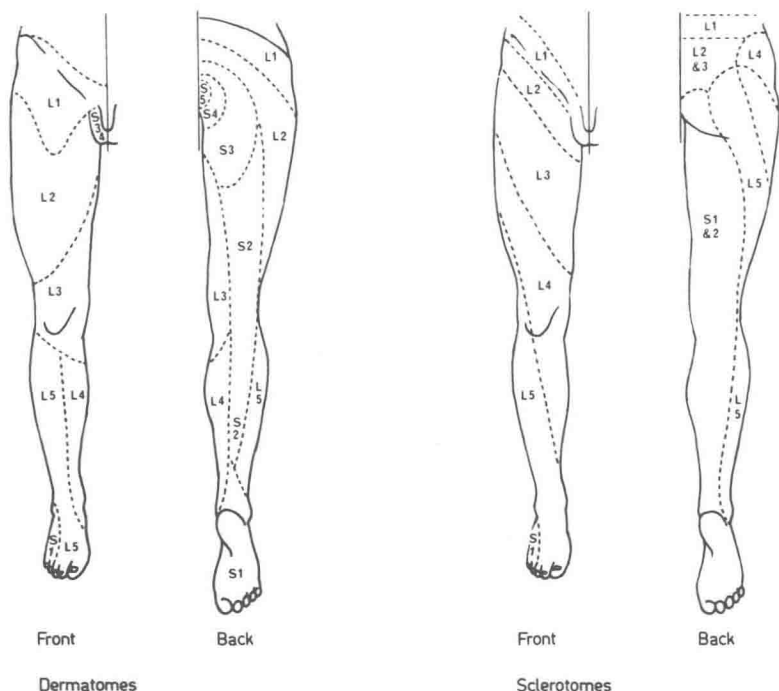 L1
S
3
4
L2
L3
L5
L4
S
1
L5
L1
S
5
S4
S3
L2
S2
L3
L4
L
5
S
2
S1
L1
L2
L3
L4
L5
S
1
L1
L2
&3
L4
L5
S1
&2
L
5
Front
Back
Front
Back
Dermatomes
Sclerotomes